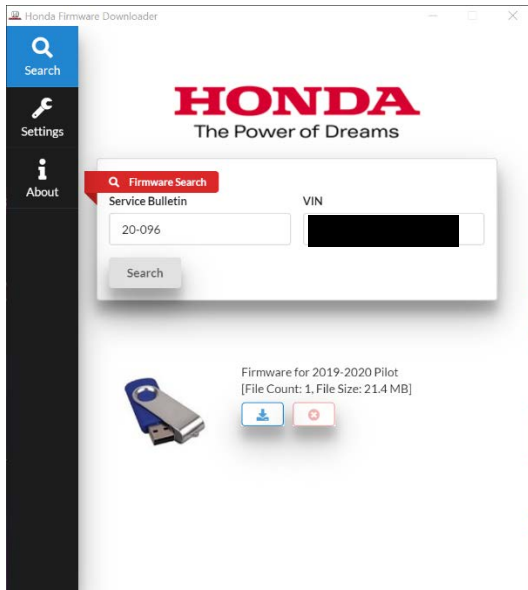 Honda Firmware Downloader
Search
Settings
About
HONDA
The Power of Dreams
Firmware Search
Service Bulletin
VIN
20-096
Search
Firmware for 2019-2020 Pilot
[File Count: 1, File Size: 21.4 MB]